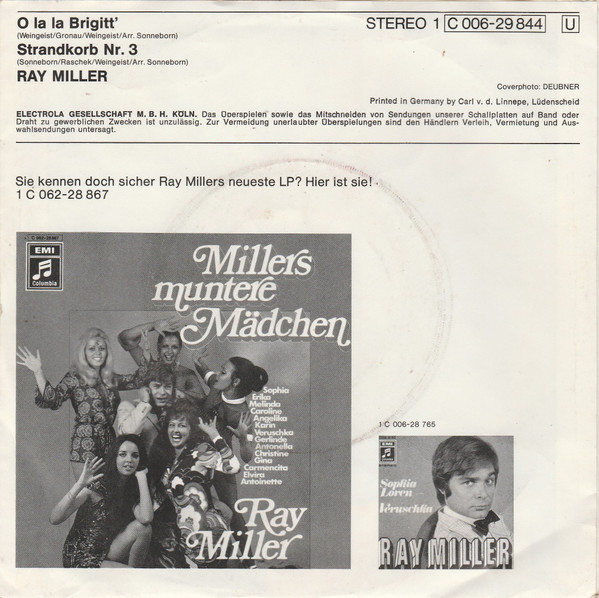 O la la Brigitt’
(Weingeist/Gronau/Weingeist/Arr. Sonneborn)
Strandkorb Nr. 3
(Sonneborn/Raschek/Weingeist/Arr. Sonneborn)
RAY MILLER
STEREO 1 C 006-29 844 U
Coverphoto: DEUBNER
Printed in Germany by Carl v. d. Linnepe, Lüdenscheid
ELECTROLA GESELLSCHAFT M. B. H. KÖLN. Das Überspielen sowie das Mitschneiden von Sendungen unserer Schallplatten auf Band oder
Draht zu gewerblichen Zwecken ist unzulässig. Zur Vermeidung unerlaubter Überspielungen sind den Händlern Verleih, Vermietung und Aus-
wahlsendungen untersagt.
Sie kennen doch sicher Ray Millers neueste LP? Hier ist sie!
1 C 062-28 867
EMI
Columbia
Millers
muntere
Mädchen
Sophia
Erika
Melinda
Caroline
Angelika
Karin
Veruschka
Gerlinde
Antonella
Christine
Gina
Carmencita
Elvira
Antoinette
Ray
Miller
1 C 006-28 765
EMI
Sophia
Loren
Veruschka
RAY MILLER